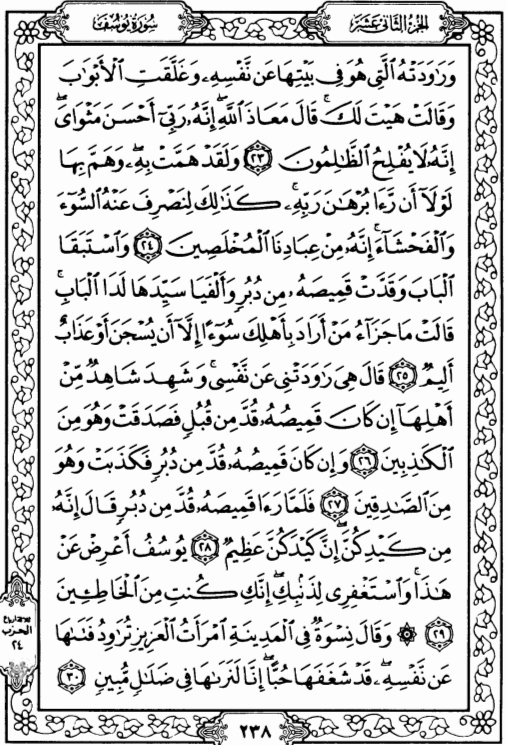 الجزء الثاني عشر
سورة يوسف
وَرَٰوَدَتْهُ ٱلَّتِى هُوَ فِى بَيْتِهَا عَن نَّفْسِهِۦ وَغَلَّقَتِ ٱلْأَبْوَٰبَ
وَقَالَتْ هَيْتَ لَكَ ۚ قَالَ مَعَاذَ ٱللَّهِ ۖ إِنَّهُۥ رَبِّىٓ أَحْسَنَ مَثْوَاىَ ۖ
إِنَّهُۥ لَا يُفْلِحُ ٱلظَّٰلِمُونَ ٢٣ وَلَقَدْ هَمَّتْ بِهِۦ ۖ وَهَمَّ بِهَا
لَوْلَآ أَن رَّءَا بُرْهَٰنَ رَبِّهِۦ ۚ كَذَٰلِكَ لِنَصْرِفَ عَنْهُ ٱلسُّوٓءَ
وَٱلْفَحْشَآءَ ۚ إِنَّهُۥ مِنْ عِبَادِنَا ٱلْمُخْلَصِينَ ٢٤ وَٱسْتَبَقَا
ٱلْبَابَ وَقَدَّتْ قَمِيصَهُۥ مِن دُبُرٍ وَأَلْفَيَا سَيِّدَهَا لَدَا ٱلْبَابِ ۚ
قَالَتْ مَا جَزَآءُ مَنْ أَرَادَ بِأَهْلِكَ سُوٓءًا إِلَّآ أَن يُسْجَنَ أَوْ عَذَابٌ
أَلِيمٌ ٢٥ قَالَ هِىَ رَٰوَدَتْنِى عَن نَّفْسِى ۚ وَشَهِدَ شَاهِدٌ مِّنْ
أَهْلِهَآ إِن كَانَ قَمِيصُهُۥ قُدَّ مِن قُبُلٍ فَصَدَقَتْ وَهُوَ مِنَ
ٱلْكَٰذِبِينَ ٢٦ وَإِن كَانَ قَمِيصُهُۥ قُدَّ مِن دُبُرٍ فَكَذَبَتْ وَهُوَ
مِنَ ٱلصَّٰدِقِينَ ٢٧ فَلَمَّا رَءَا قَمِيصَهُۥ قُدَّ مِن دُبُرٍ قَالَ إِنَّهُۥ
مِن كَيْدِكُنَّ ۖ إِنَّ كَيْدَكُنَّ عَظِيمٌ ٢٨ يُوسُفُ أَعْرِضْ عَنْ
هَٰذَا ۚ وَٱسْتَغْفِرِى لِذَنۢبِكِ ۖ إِنَّكِ كُنتِ مِنَ ٱلْخَاطِـِٔينَ
٢٩ ۞ وَقَالَ نِسْوَةٌ فِى ٱلْمَدِينَةِ ٱمْرَأَتُ ٱلْعَزِيزِ تُرَٰوِدُ فَتَىٰهَا
عَن نَّفْسِهِۦ ۖ قَدْ شَغَفَهَا حُبًّا ۖ إِنَّا لَنَرَىٰهَا فِى ضَلَٰلٍ مُّبِينٍ ٣٠
الحزب
٢٤
٢٣٨